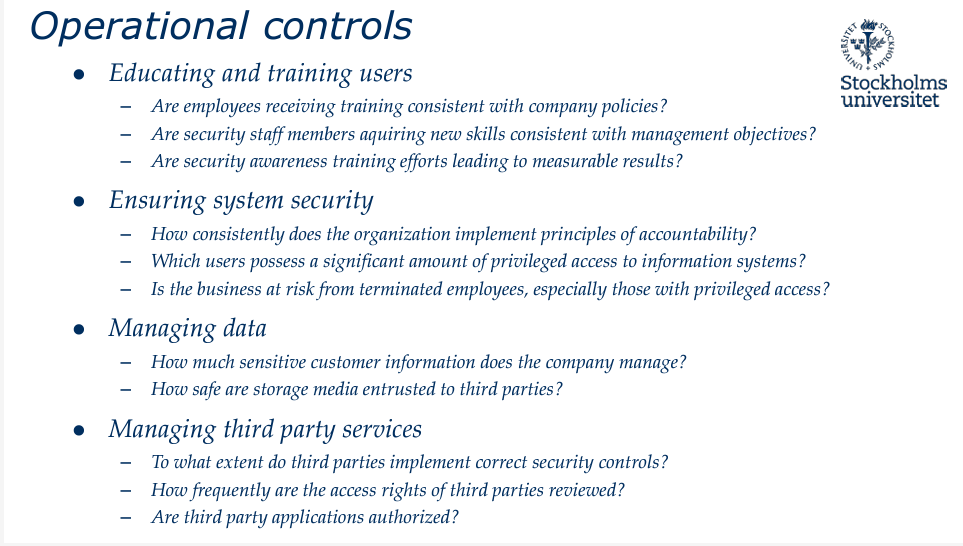 Operational controls
• Educating and training users
– Are employees receiving training consistent with company policies?
– Are security staff members aquiring new skills consistent with management objectives?
– Are security awareness training efforts leading to measurable results?
• Ensuring system security
– How consistently does the organization implement principles of accountability?
– Which users possess a significant amount of privileged access to information systems?
– Is the business at risk from terminated employees, especially those with privileged access?
• Managing data
– How much sensitive customer information does the company manage?
– How safe are storage media entrusted to third parties?
• Managing third party services
– To what extent do third parties implement correct security controls?
– How frequently are the access rights of third parties reviewed?
– Are third party applications authorized?
STOCKHOLMS UNIVERSITET
Stockholms
universitet